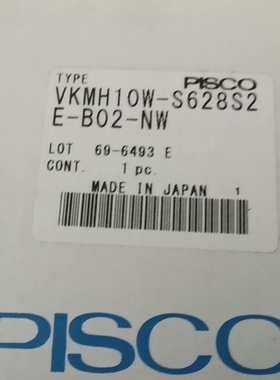 TYPE PISCO
VKMH10W-S628S2
E-B02-NW
LOT 69-6493 E
CONT. 1 pc.
MADE IN JAPAN 1
PISCO